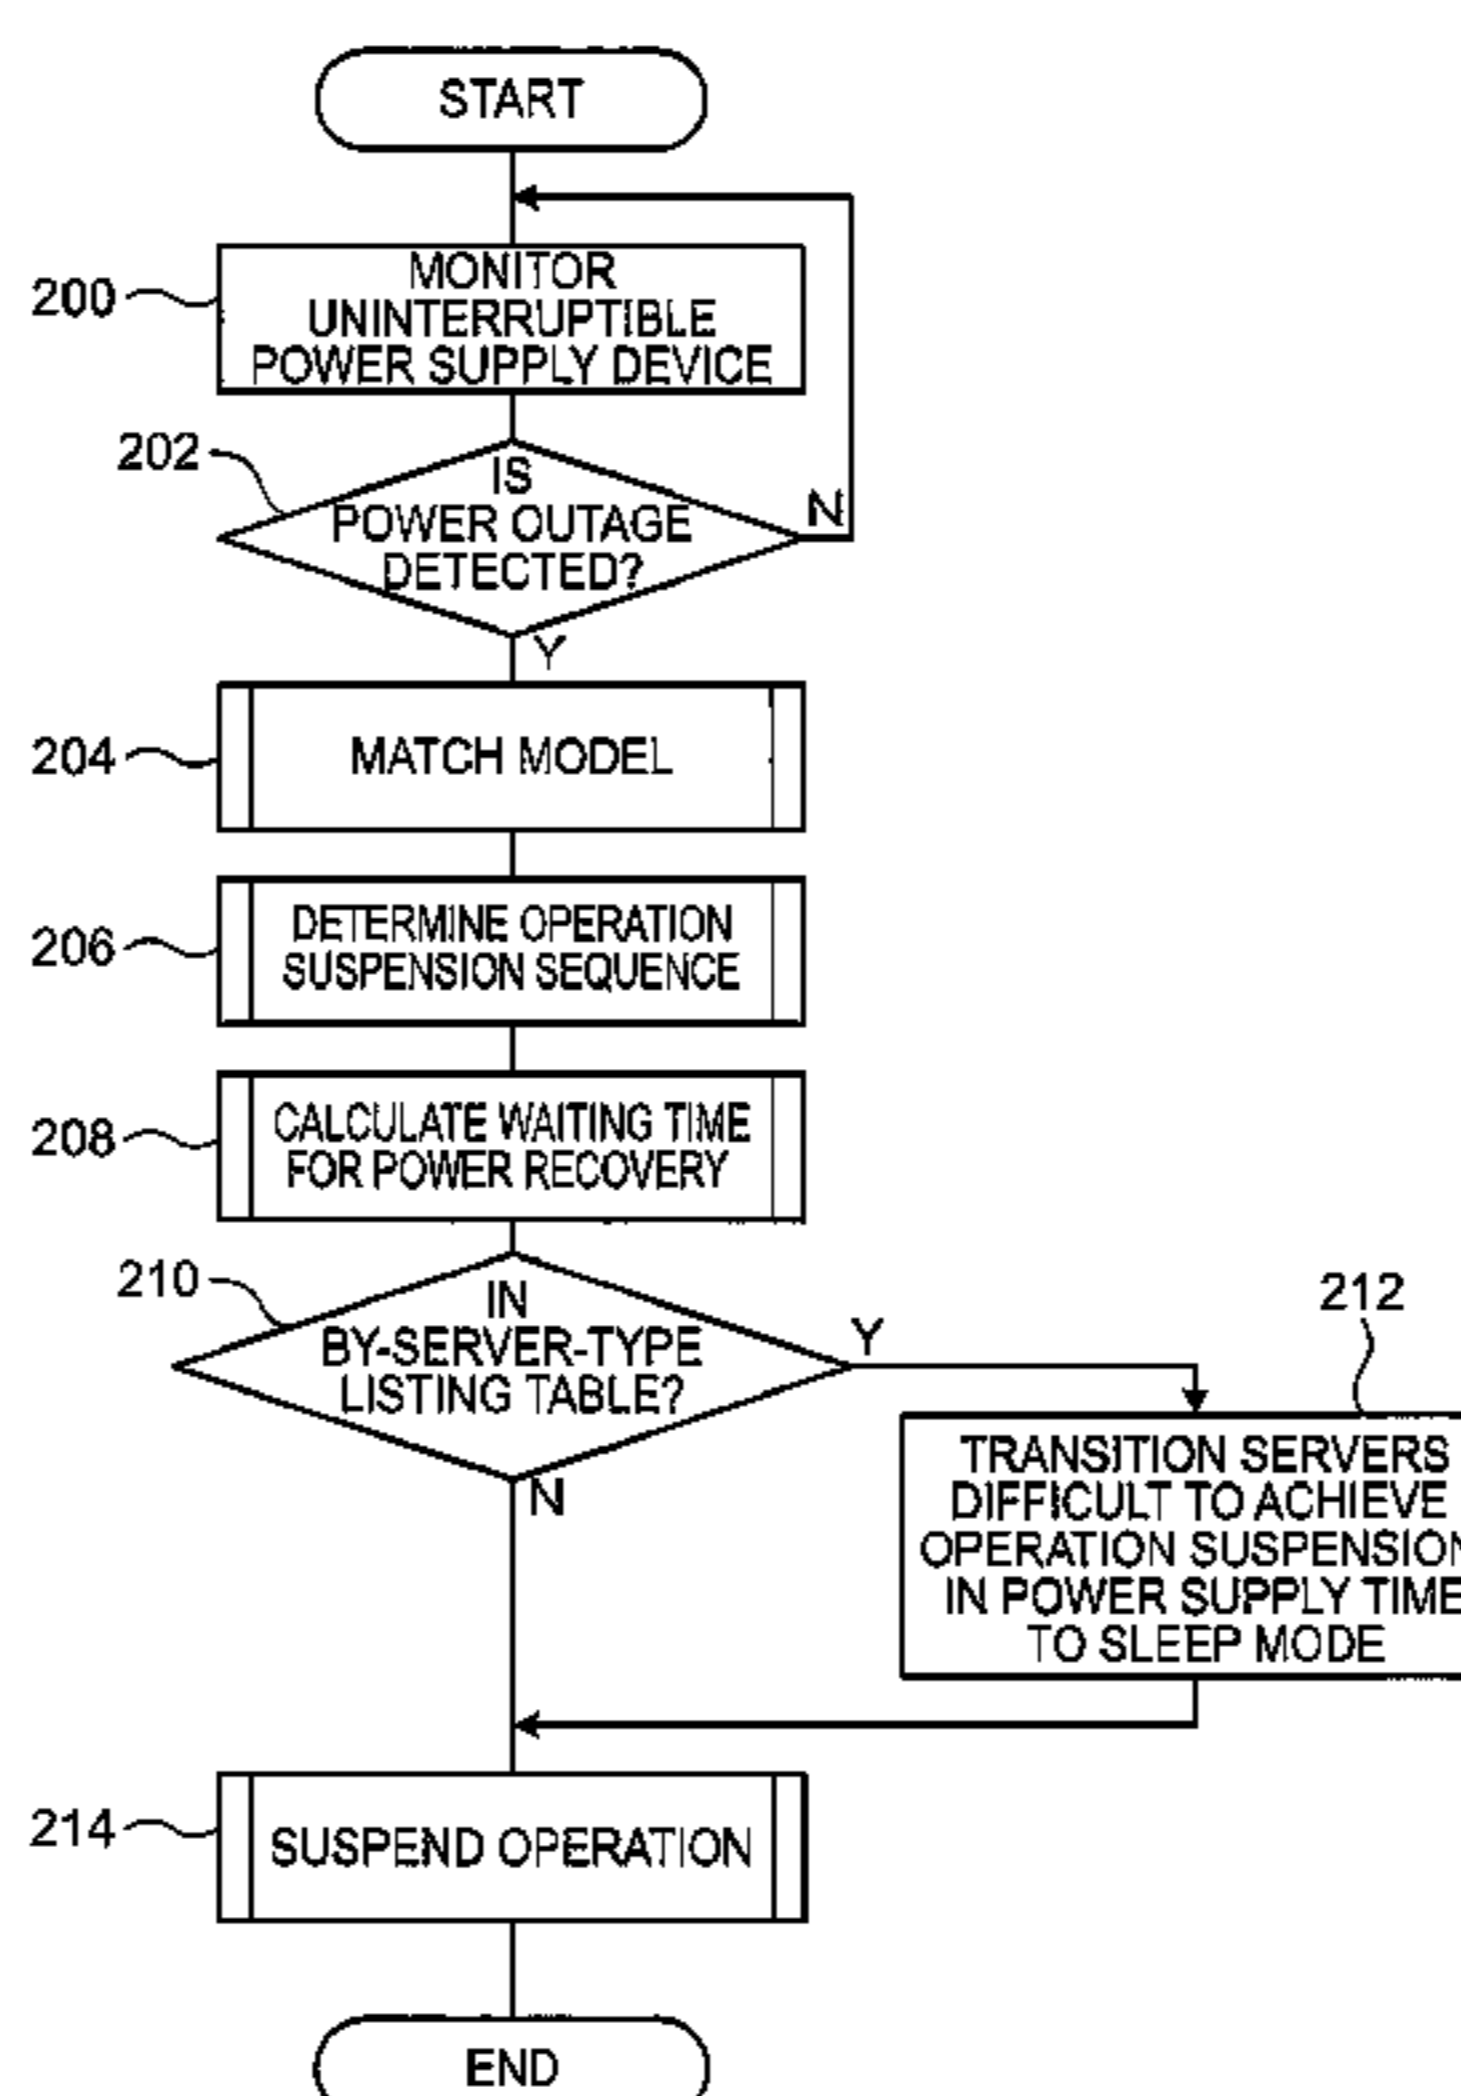 START
200
MONITOR
UNINTERRUPTIBLE
POWER SUPPLY DEVICE
202
IS
POWER OUTAGE
DETECTED?
N
Y
204
MATCH MODEL
206
DETERMINE OPERATION
SUSPENSION SEQUENCE
208
CALCULATE WAITING TIME
FOR POWER RECOVERY
210
IN
BY-SERVER-TYPE
LISTING TABLE?
Y
N
212
TRANSITION SERVERS
DIFFICULT TO ACHIEVE
OPERATION SUSPENSION
IN POWER SUPPLY TIME
TO SLEEP MODE
214
SUSPEND OPERATION
END